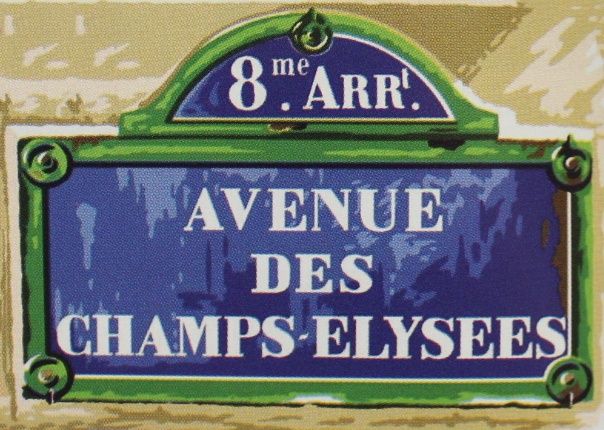 8me. ARRt.
AVENUE
DES
CHAMPS-ELYSEES